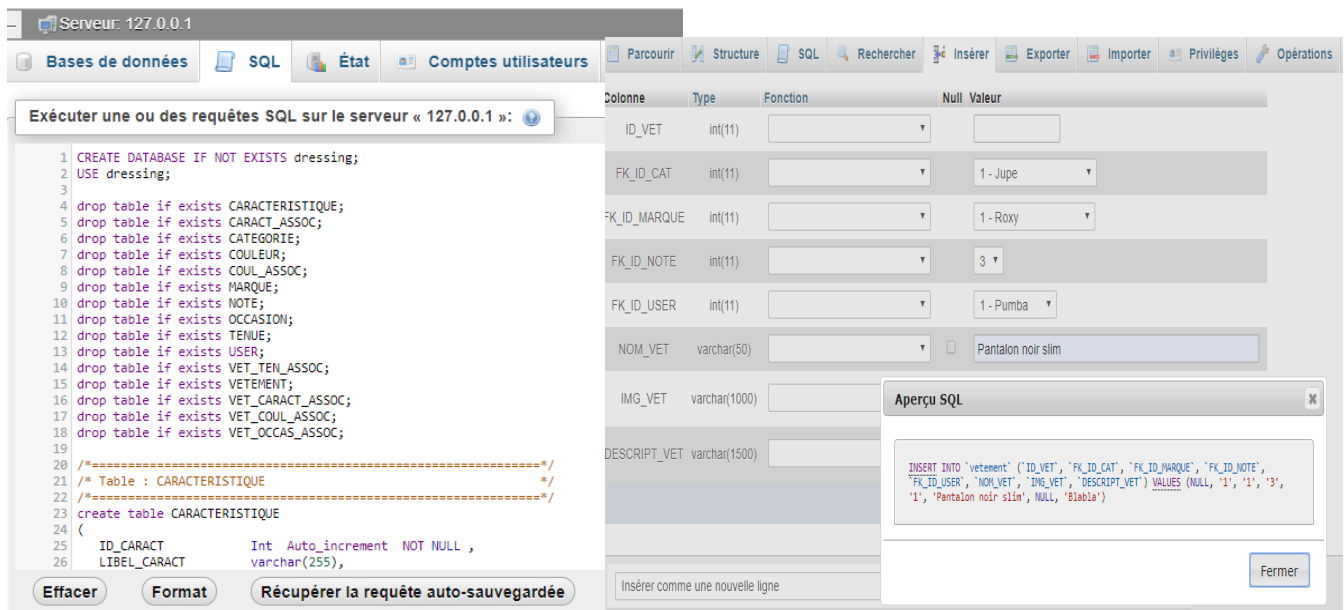 Serveur: 127.0.0.1
Bases de données SQL État Comptes utilisateurs
Exécuter une ou des requêtes SQL sur le serveur « 127.0.0.1 »:
1 CREATE DATABASE IF NOT EXISTS dressing;
2 USE dressing;
3
4 drop table if exists CARACTERISTIQUE;
5 drop table if exists CARACT_ASSOC;
6 drop table if exists CATEGORIE;
7 drop table if exists COULEUR;
8 drop table if exists COUL_ASSOC;
9 drop table if exists MARQUE;
10 drop table if exists NOTE;
11 drop table if exists OCCASION;
12 drop table if exists TENUE;
13 drop table if exists USER;
14 drop table if exists VET_TEN_ASSOC;
15 drop table if exists VETEMENT;
16 drop table if exists VET_CARACT_ASSOC;
17 drop table if exists VET_COUL_ASSOC;
18 drop table if exists VET_OCCAS_ASSOC;
19
20 /*==============================================================*/
21 /* Table : CARACTERISTIQUE */
22 /*==============================================================*/
23 create table CARACTERISTIQUE
24 (
25 ID_CARACT Int Auto_increment NOT NULL ,
26 LIBEL_CARACT varchar(255),
Effacer Format Récupérer la requête auto-sauvegardée
Parcourir Structure SQL Rechercher Insérer Exporter Importer Privilèges Opérations
Colonne Type Fonction Null Valeur
ID_VET int(11)
FK_ID_CAT int(11) 1 - Jupe
FK_ID_MARQUE int(11) 1 - Roxy
FK_ID_NOTE int(11) 3
FK_ID_USER int(11) 1 - Pumba
NOM_VET varchar(50) Pantalon noir slim
IMG_VET varchar(1000)
DESCRIPT_VET varchar(1500)
Insérer comme une nouvelle ligne
Aperçu SQL x
INSERT INTO `vetement` (`ID_VET`, `FK_ID_CAT`, `FK_ID_MARQUE`, `FK_ID_NOTE`,
`FK_ID_USER`, `NOM_VET`, `IMG_VET`, `DESCRIPT_VET`) VALUES (NULL, '1', '1', '3',
'1', 'Pantalon noir slim', NULL, 'Blabla')
Fermer